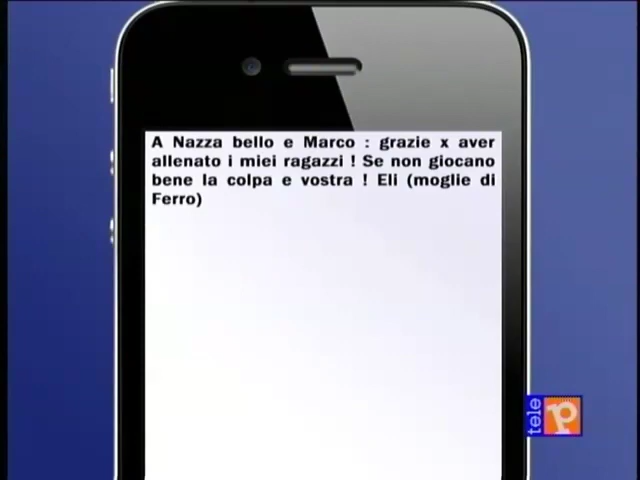 A Nazza bello e Marco : grazie x aver
allenato i miei ragazzi ! Se non giocano
bene la colpa e vostra ! Eli (moglie di
Ferro)
tele p